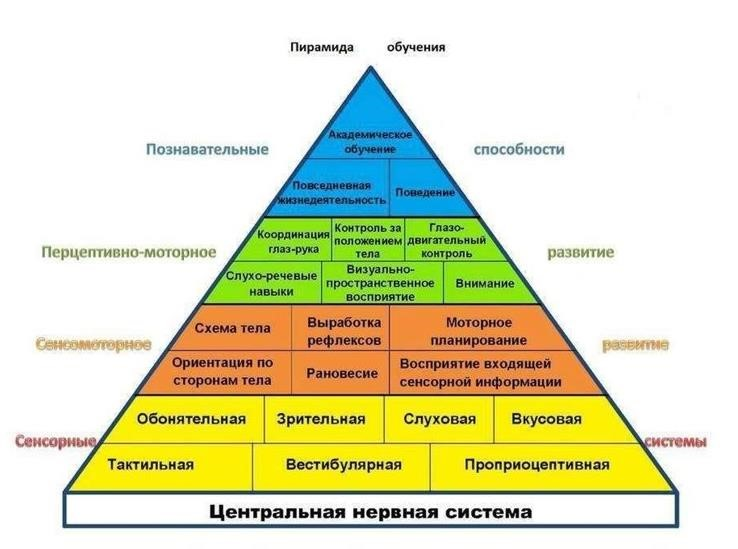 Пирамида обучения
Академическое
обучение
Познавательные способности
Повседневная
жизнедеятельность
Поведение
Координация
глаз-рука
Контроль за
положением
тела
Глазо-
двигательный
контроль
Перцептивно-моторное развитие
Слухо-речевые
навыки
Визуально-
пространственное
восприятие
Внимание
Схема тела
Выработка
рефлексов
Моторное
планирование
Сенсомоторное развитие
Ориентация по
сторонам тела
Рановесие
Восприятие входящей
сенсорной информации
Обонятельная Зрительная Слуховая Вкусовая
Сенсорные системы
Тактильная Вестибулярная Проприоцептивная
Центральная нервная система